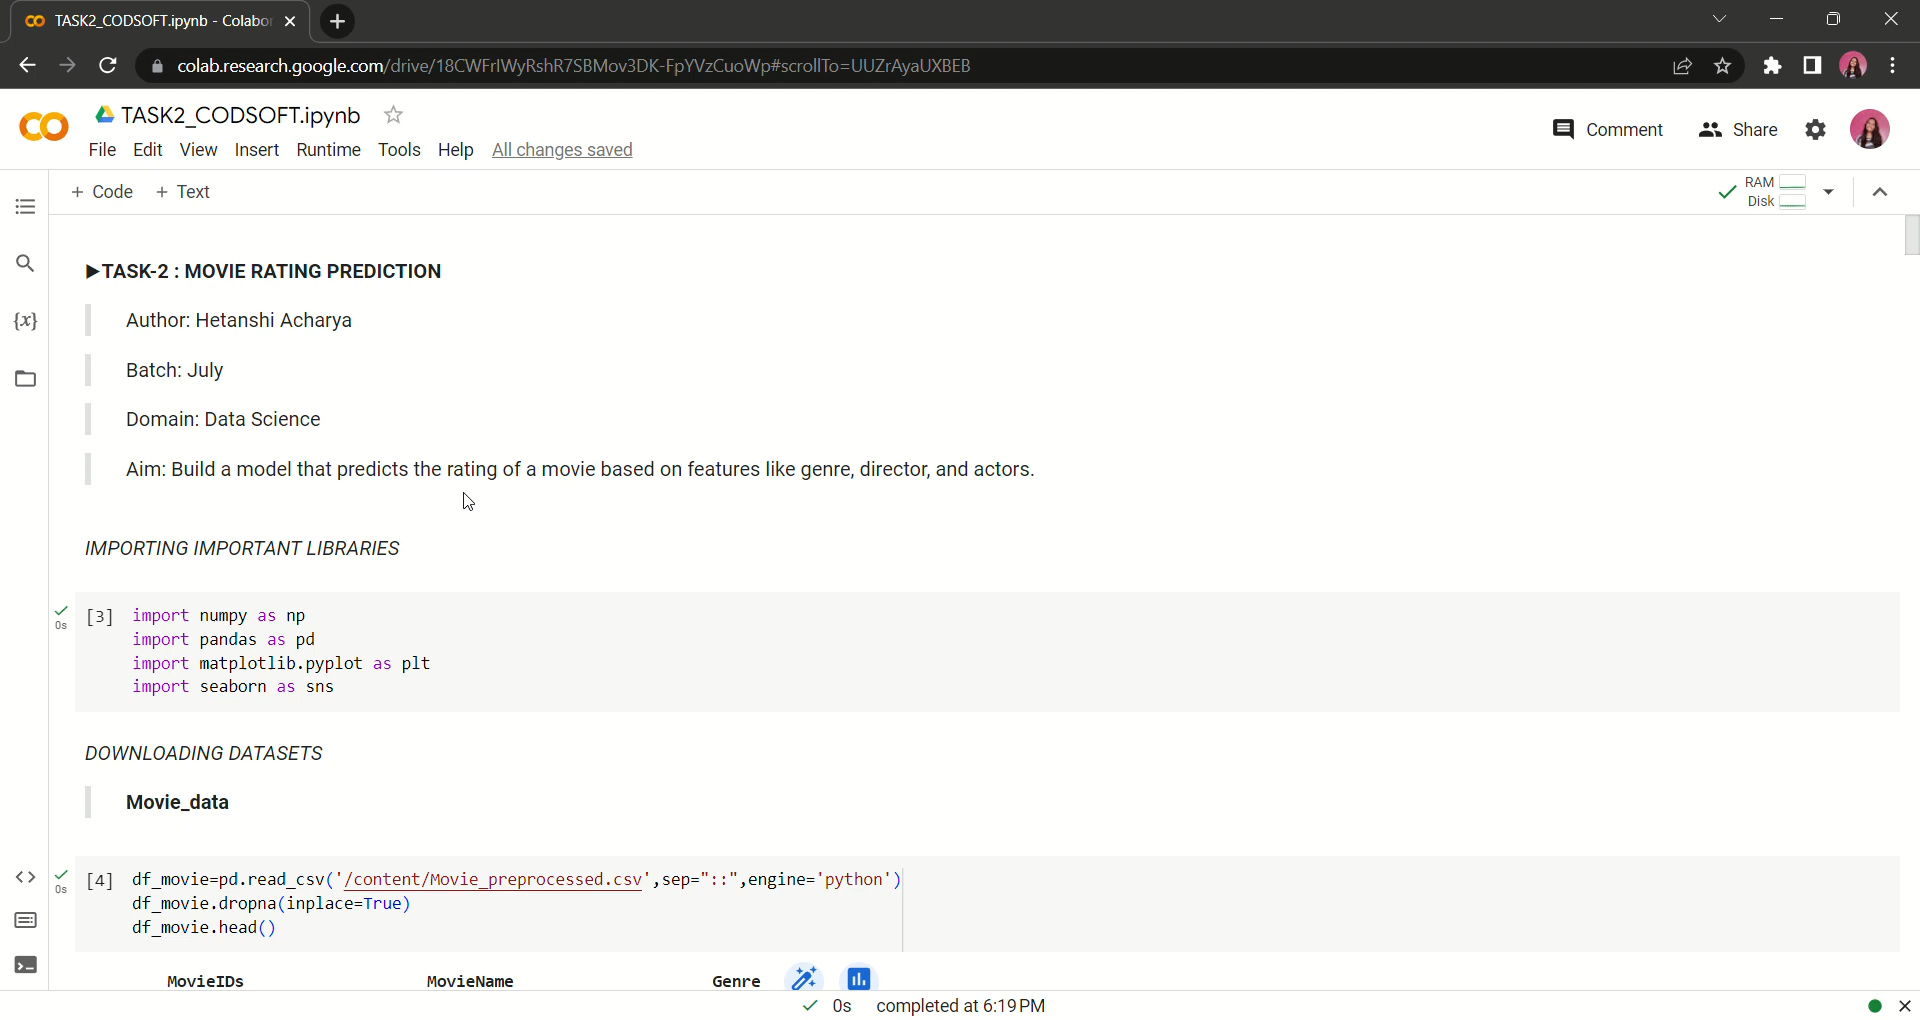 TASK2_CODSOFT.ipynb - Colabor
colab.research.google.com/drive/18CWFrlWyRshR7SBMov3DK-FpYVzCuoWp#scrollTo=UUZrAyaUXBEB
TASK2_CODSOFT.ipynb
File Edit View Insert Runtime Tools Help All changes saved
Comment Share
+ Code + Text
RAM
Disk
▶TASK-2 : MOVIE RATING PREDICTION
Author: Hetanshi Acharya
Batch: July
Domain: Data Science
Aim: Build a model that predicts the rating of a movie based on features like genre, director, and actors.
IMPORTING IMPORTANT LIBRARIES
0s
[3] import numpy as np
import pandas as pd
import matplotlib.pyplot as plt
import seaborn as sns
DOWNLOADING DATASETS
Movie_data
0s
[4] df_movie=pd.read_csv('/content/Movie_preprocessed.csv',sep="::",engine='python')
df_movie.dropna(inplace=True)
df_movie.head()
MovieIDs MovieName Genre
0s completed at 6:19 PM